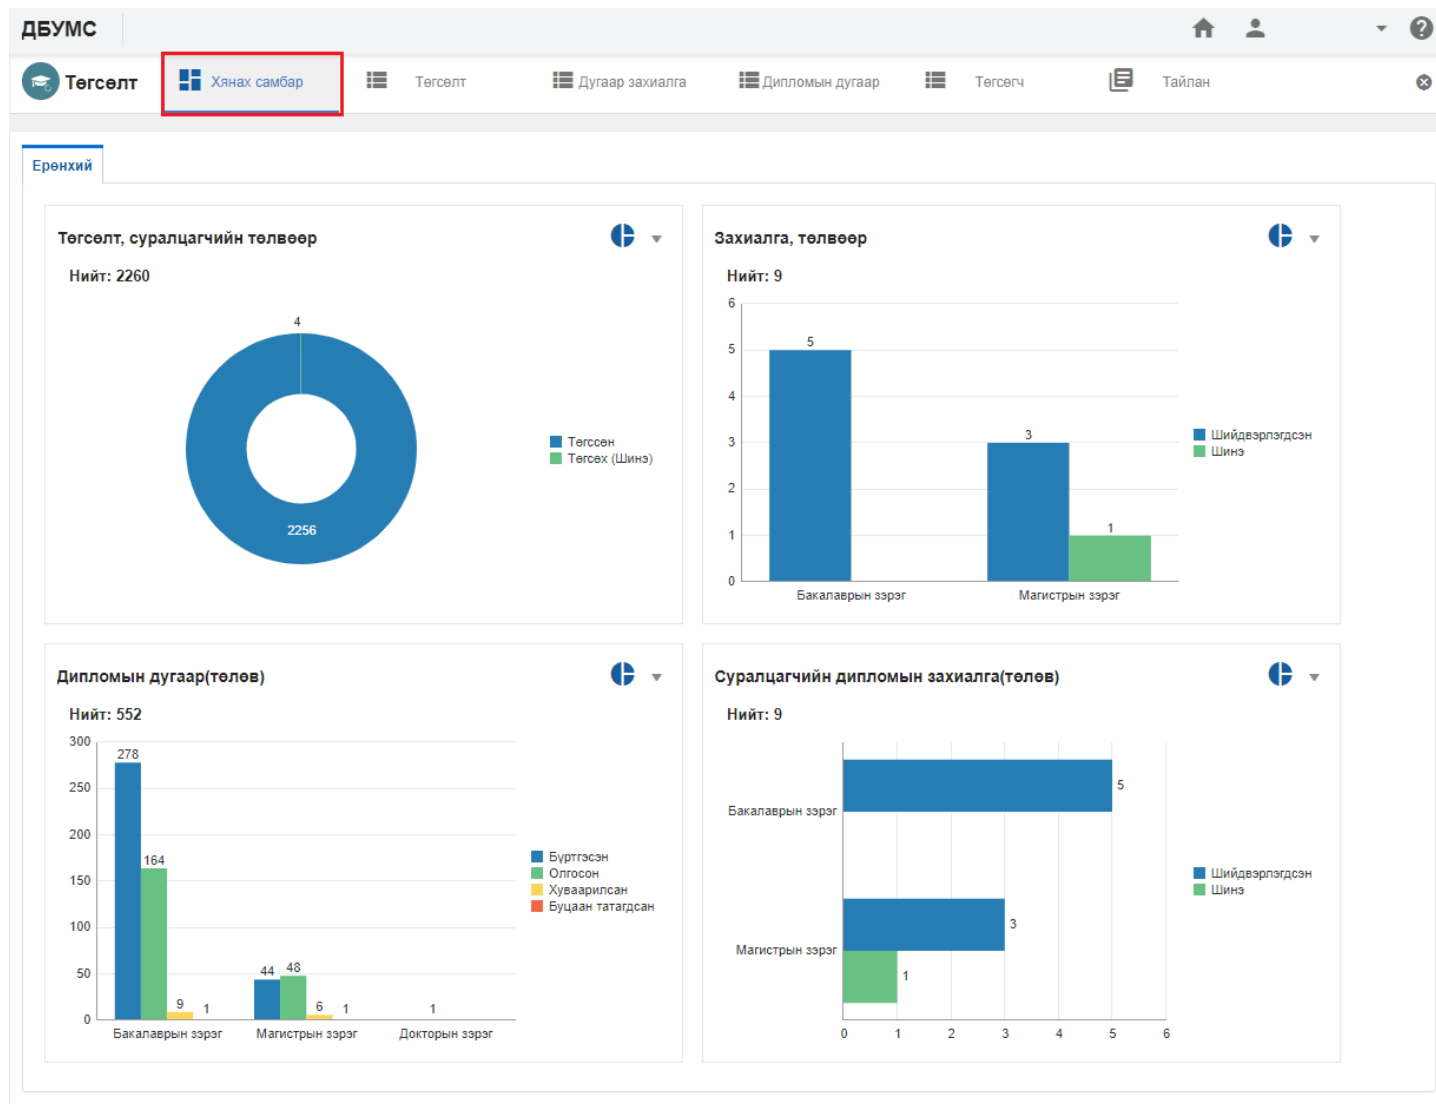 ДБУМС
Төгсөлт
Хянах самбар
Төгсөлт
Дугаар захиалга
Дипломын дугаар
Төгсөгч
Тайлан
Ерөнхий
Төгсөлт, суралцагчийн төлвөөр
Нийт: 2260
4
2256
Төгссөн
Төгсөх (Шинэ)
Захиалга, төлвөөр
Нийт: 9
6
5
4
3
2
1
0
5
3
1
Бакалаврын зэрэг
Магистрын зэрэг
Шийдвэрлэгдсэн
Шинэ
Дипломын дугаар(төлөв)
Нийт: 552
300
250
200
150
100
50
0
278
164
9
1
44
48
6
1
1
Бакалаврын зэрэг
Магистрын зэрэг
Докторын зэрэг
Бүртгэсэн
Олгосон
Хуваарилсан
Буцаан татагдсан
Суралцагчийн дипломын захиалга(төлөв)
Нийт: 9
Бакалаврын зэрэг
5
Магистрын зэрэг
3
1
0 1 2 3 4 5 6
Шийдвэрлэгдсэн
Шинэ